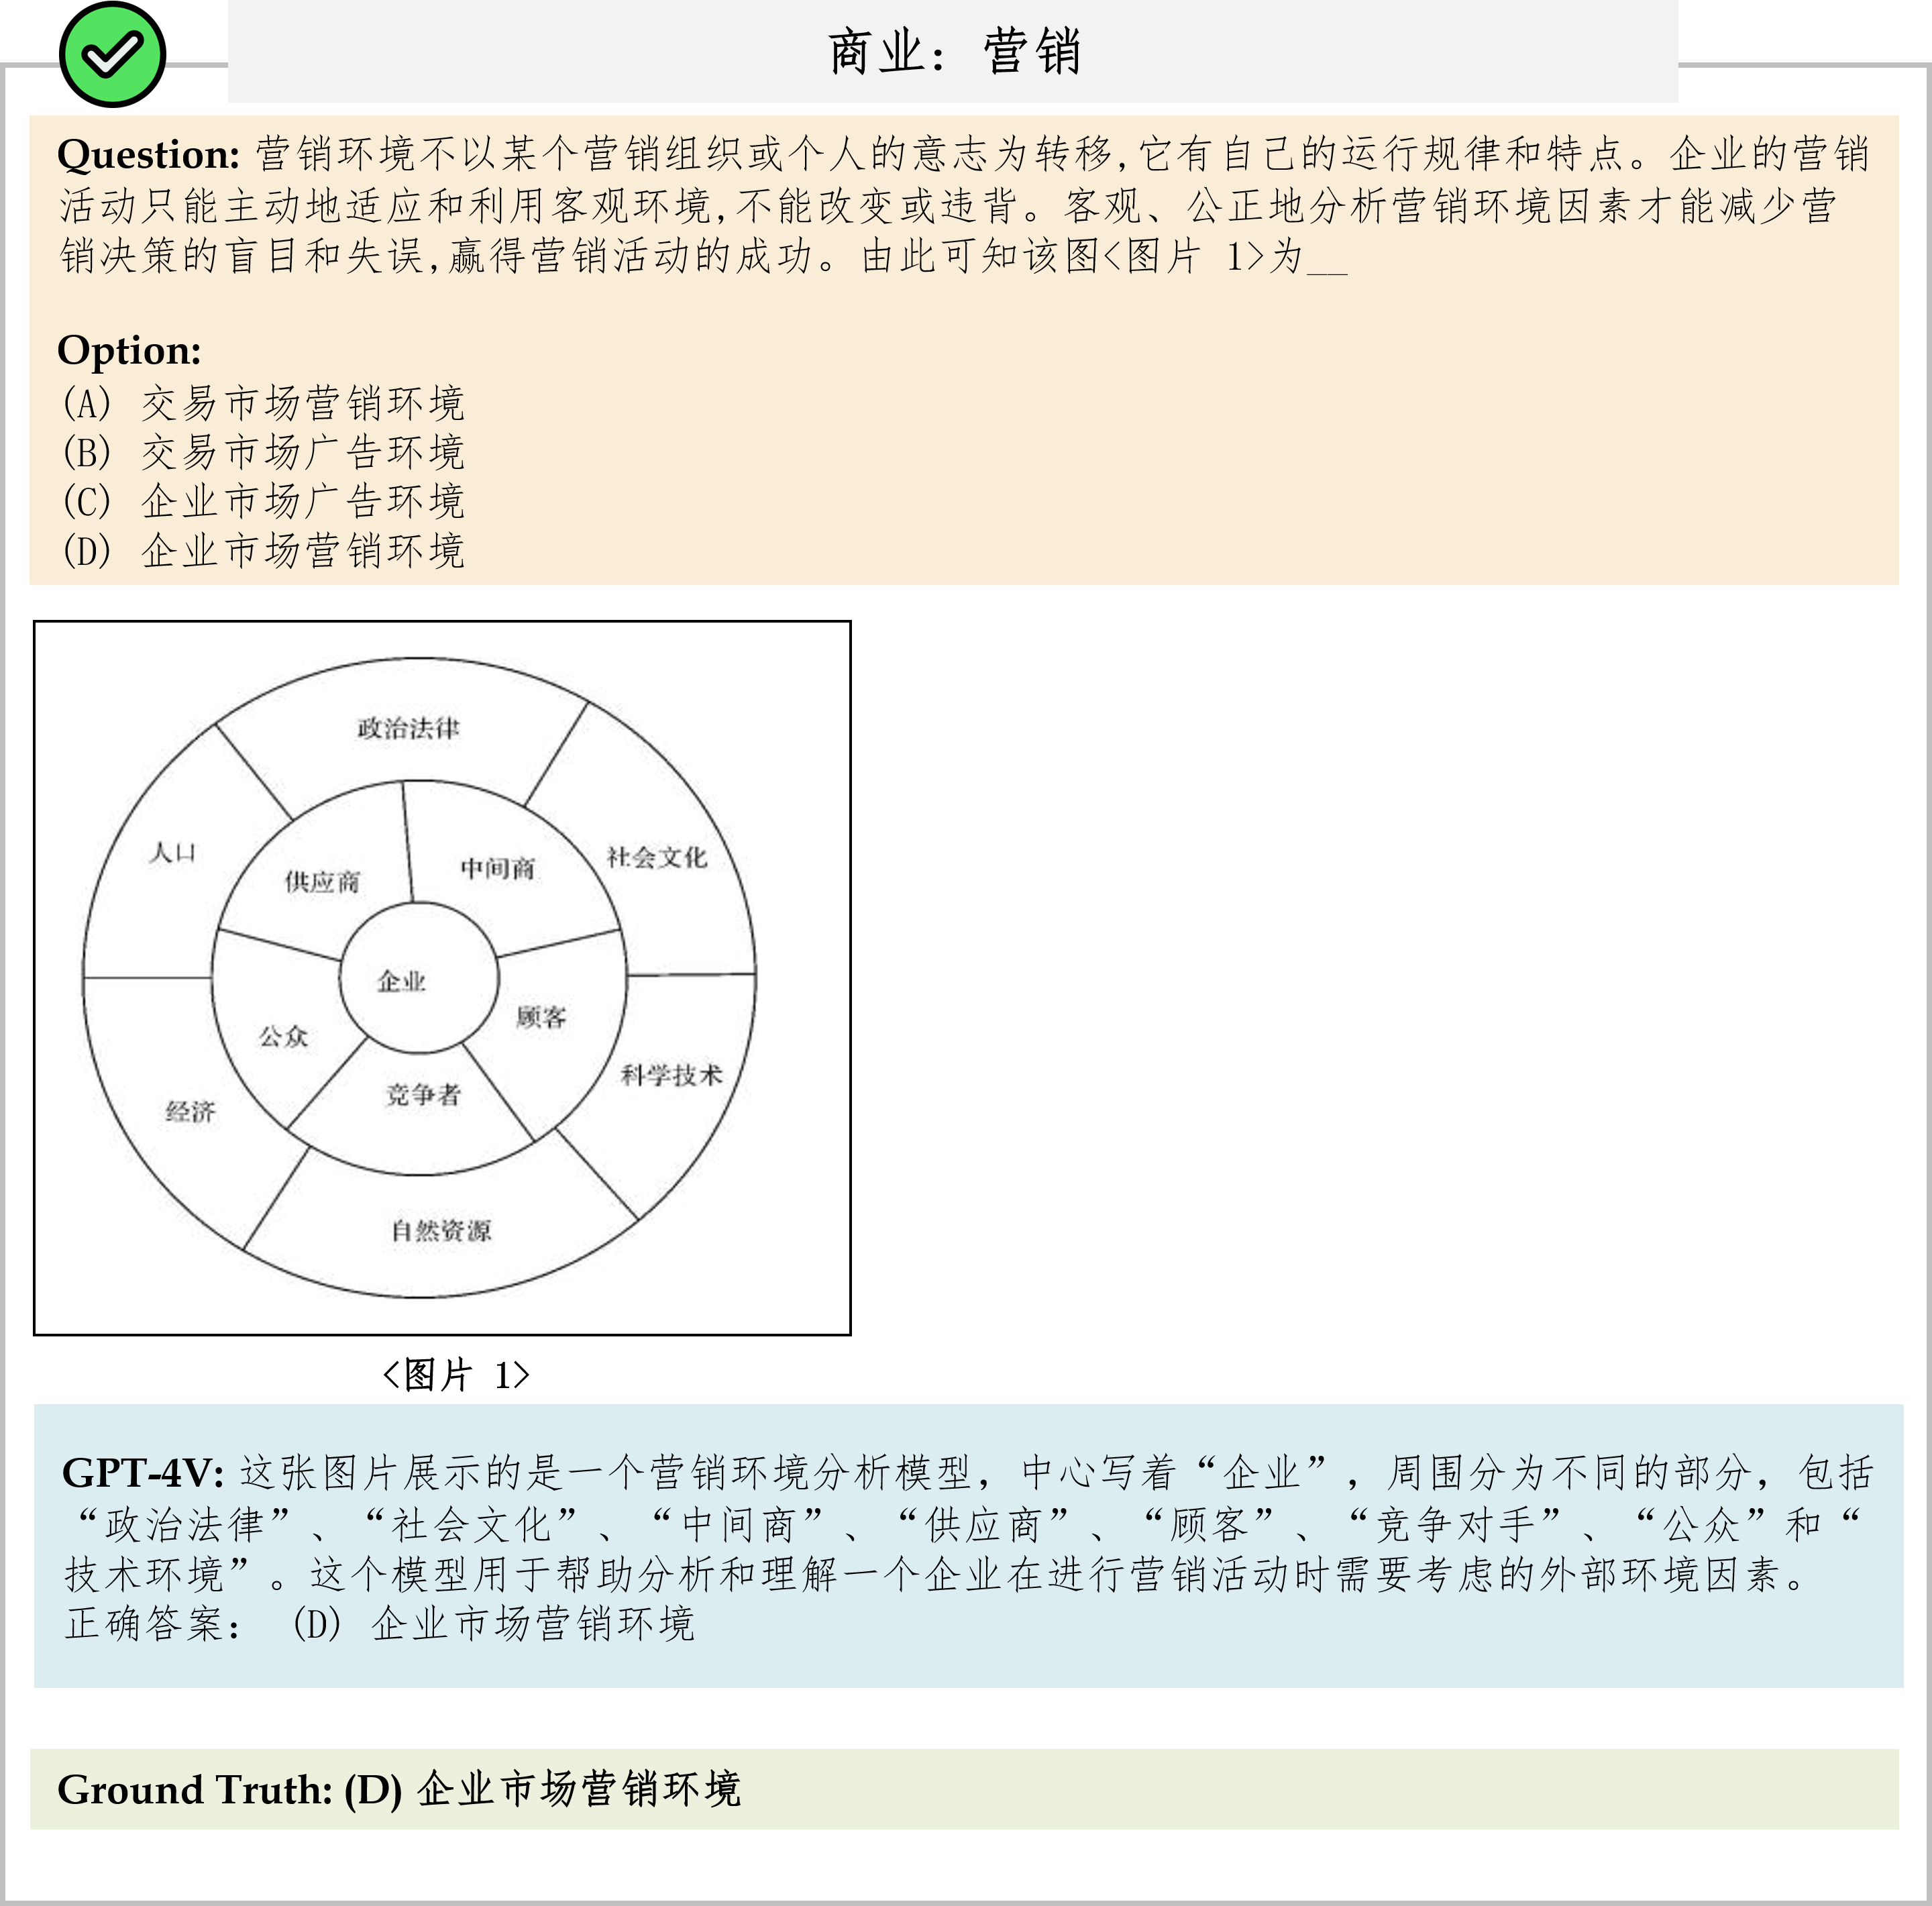 商业：营销
Question: 营销环境不以某个营销组织或个人的意志为转移,它有自己的运行规律和特点。企业的营销
活动只能主动地适应和利用客观环境,不能改变或违背。客观、公正地分析营销环境因素才能减少营
销决策的盲目和失误,赢得营销活动的成功。由此可知该图<图片 1>为__
Option:
(A) 交易市场营销环境
(B) 交易市场广告环境
(C) 企业市场广告环境
(D) 企业市场营销环境
政治法律
人口
社会文化
供应商
中间商
企业
顾客
公众
竞争者
科学技术
经济
自然资源
<图片 1>
GPT-4V: 这张图片展示的是一个营销环境分析模型，中心写着“企业”，周围分为不同的部分，包括
“政治法律”、“社会文化”、“中间商”、“供应商”、“顾客”、“竞争对手”、“公众”和“
技术环境”。这个模型用于帮助分析和理解一个企业在进行营销活动时需要考虑的外部环境因素。
正确答案： (D) 企业市场营销环境
Ground Truth: (D) 企业市场营销环境